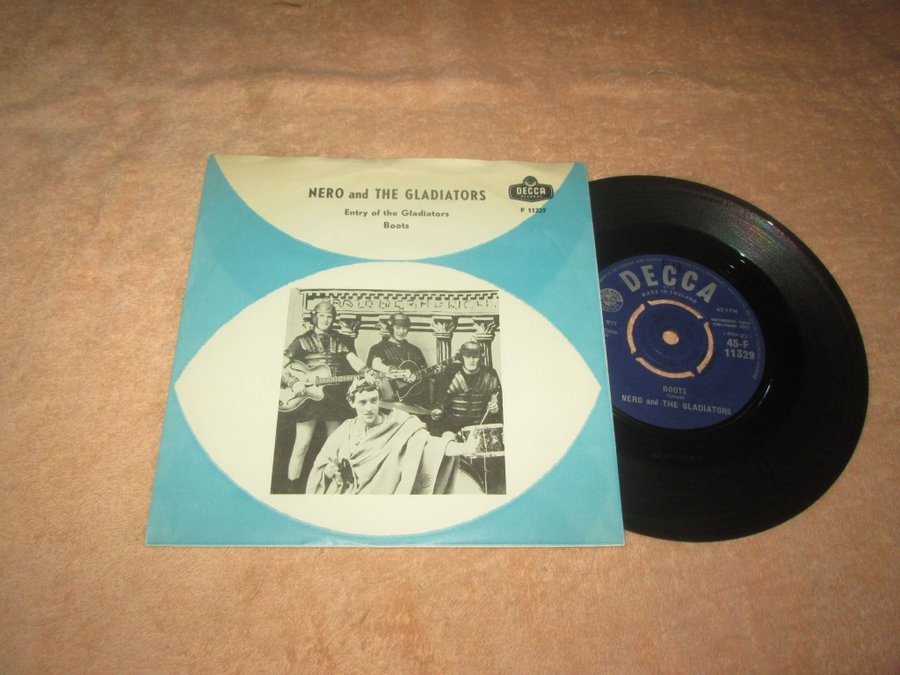 NERO and THE GLADIATORS
Entry of the Gladiators
Boots
DECCA
RECORDS
F 11329
DECCA
MADE IN ENGLAND
45 RPM
45-F
11329
BOOTS
NERO and THE GLADIATORS